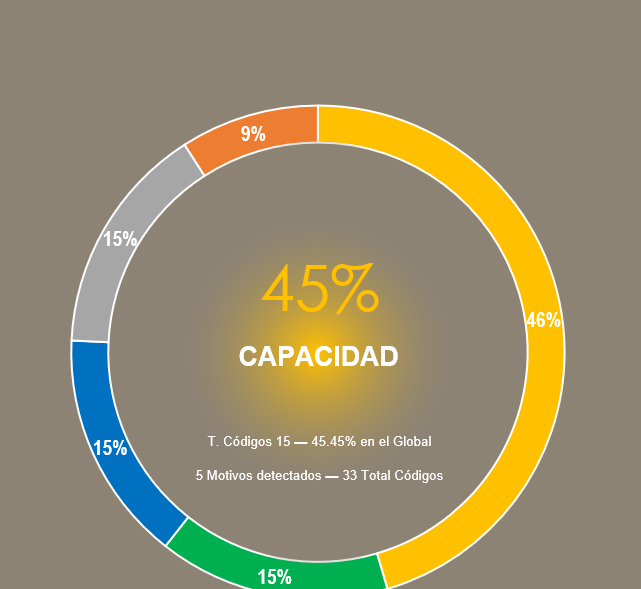 9%
15%
45%
46%
CAPACIDAD
T. Códigos 15 — 45.45% en el Global
15%
5 Motivos detectados — 33 Total Códigos
15%